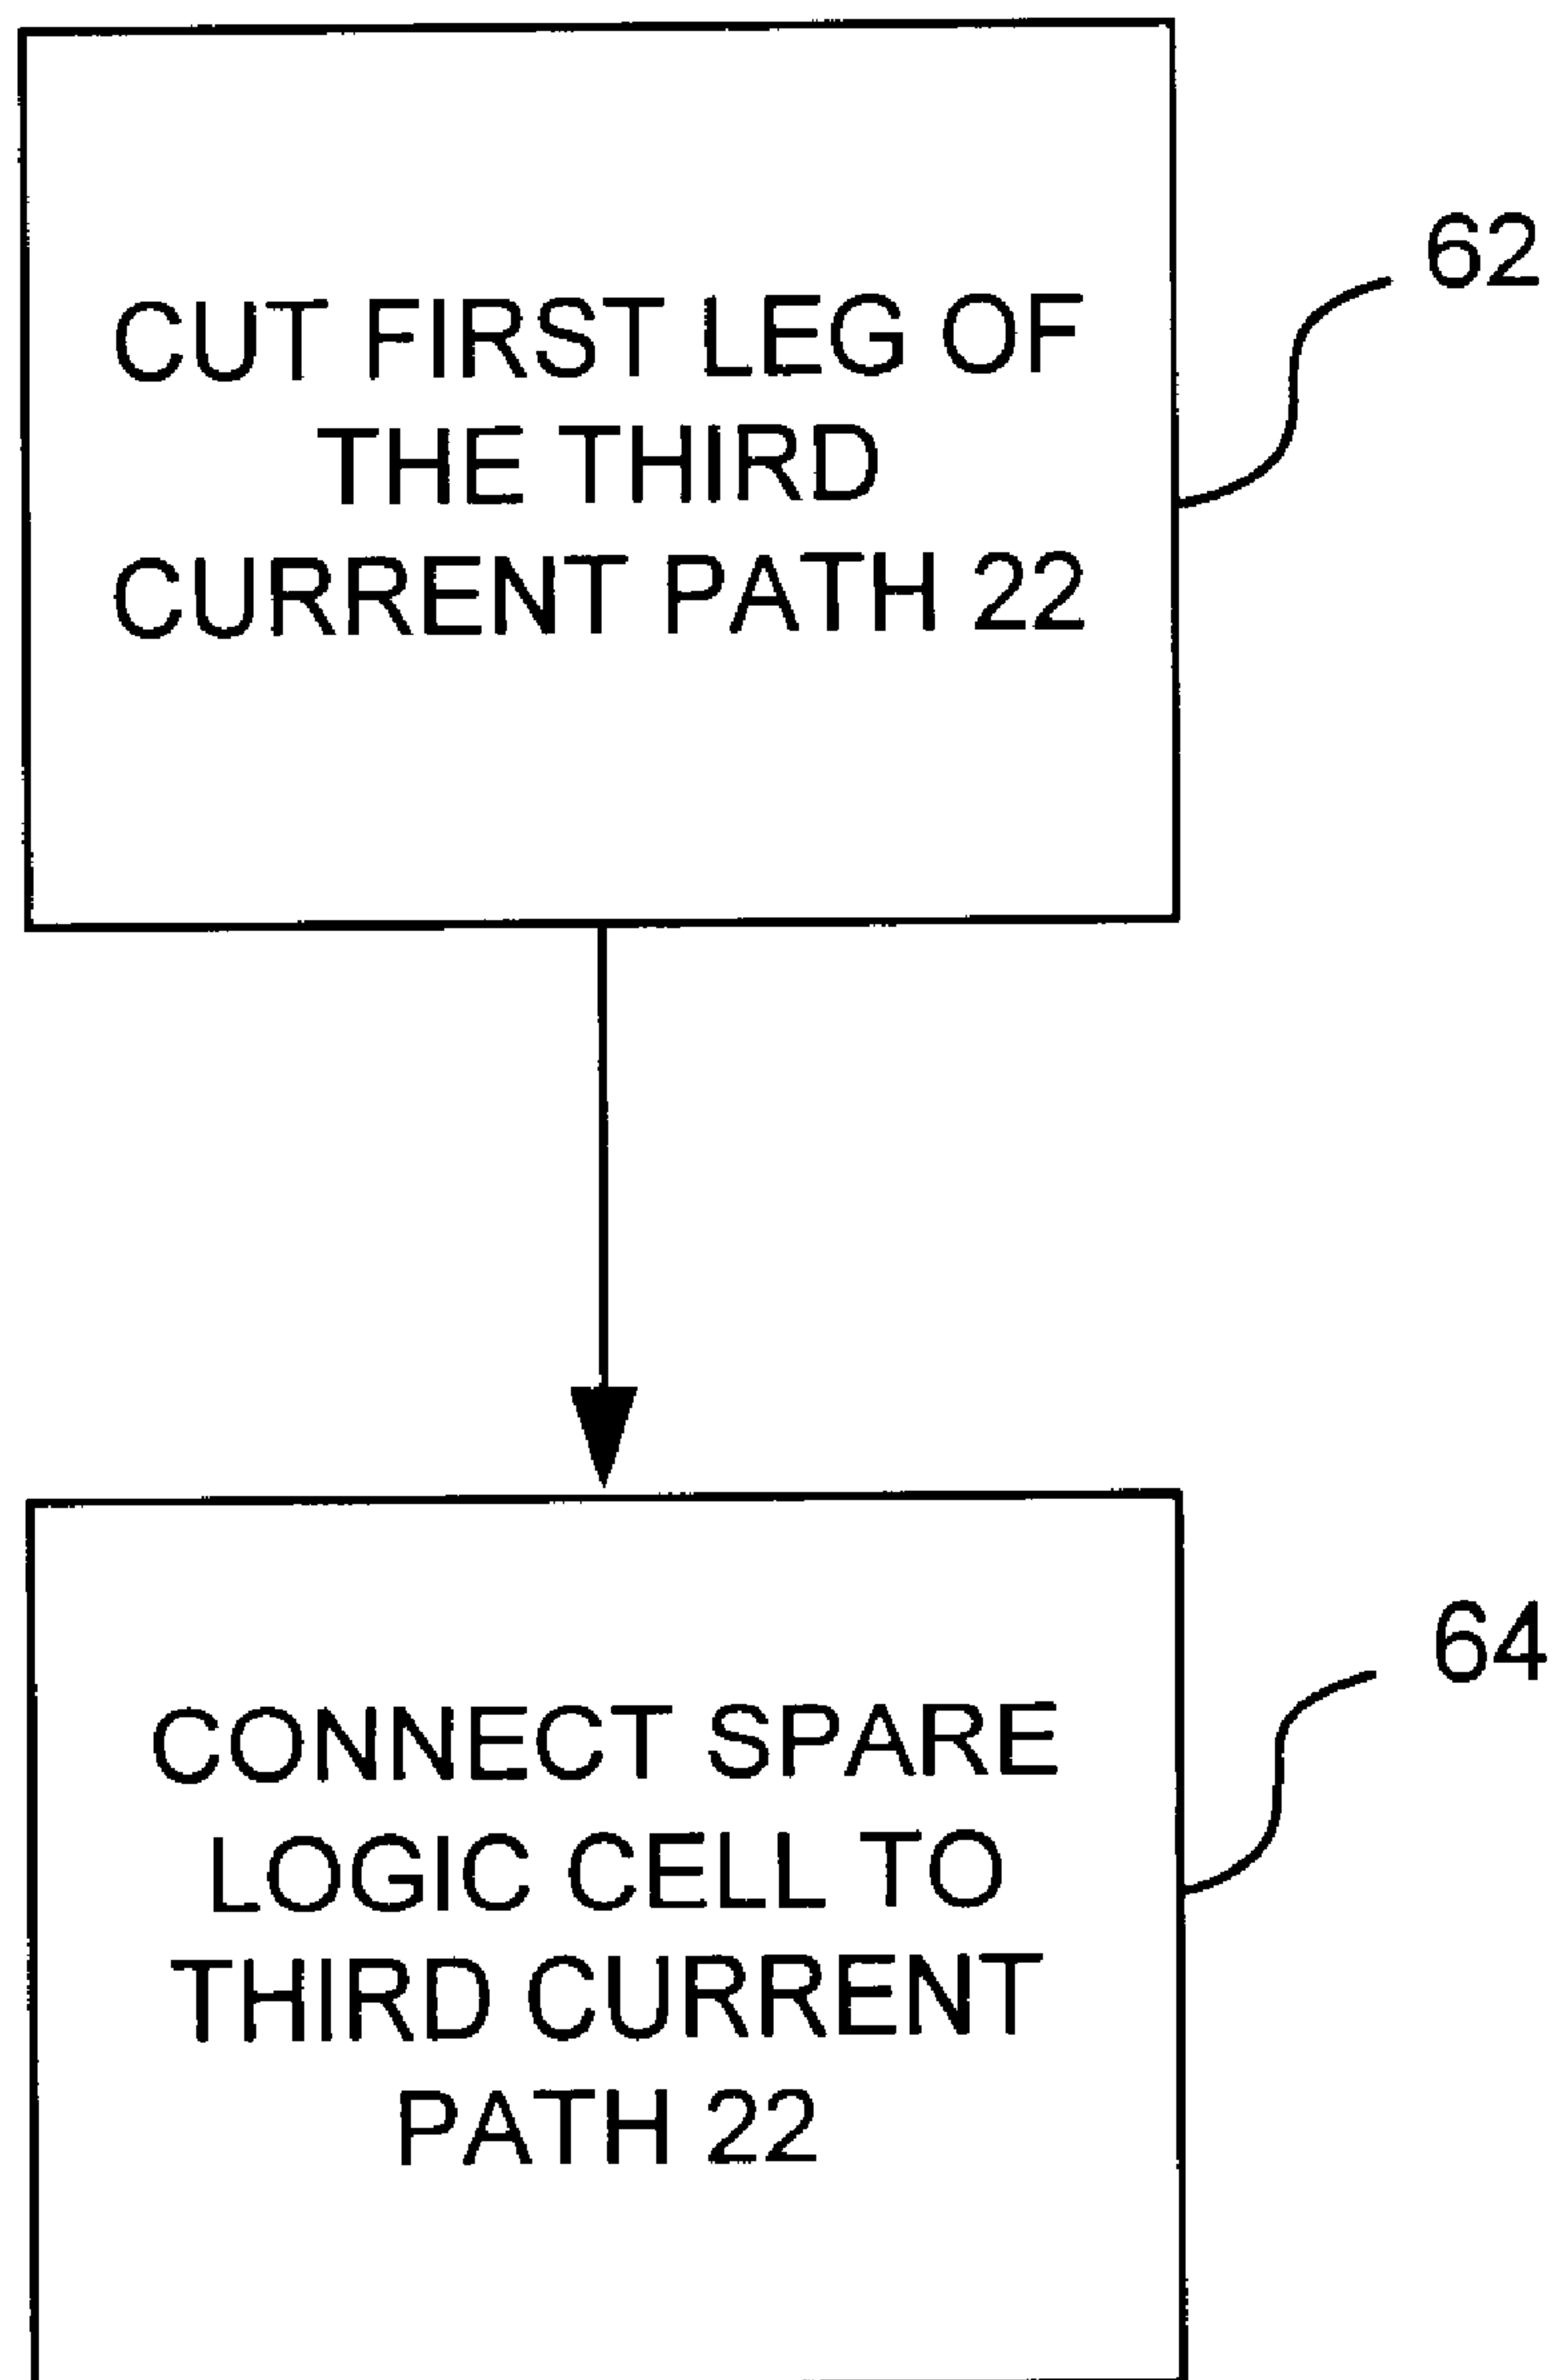 CUT FIRST LEG OF
THE THIRD
CURRENT PATH 22
62
CONNECT SPARE
LOGIC CELL TO
THIRD CURRENT
PATH 22
64